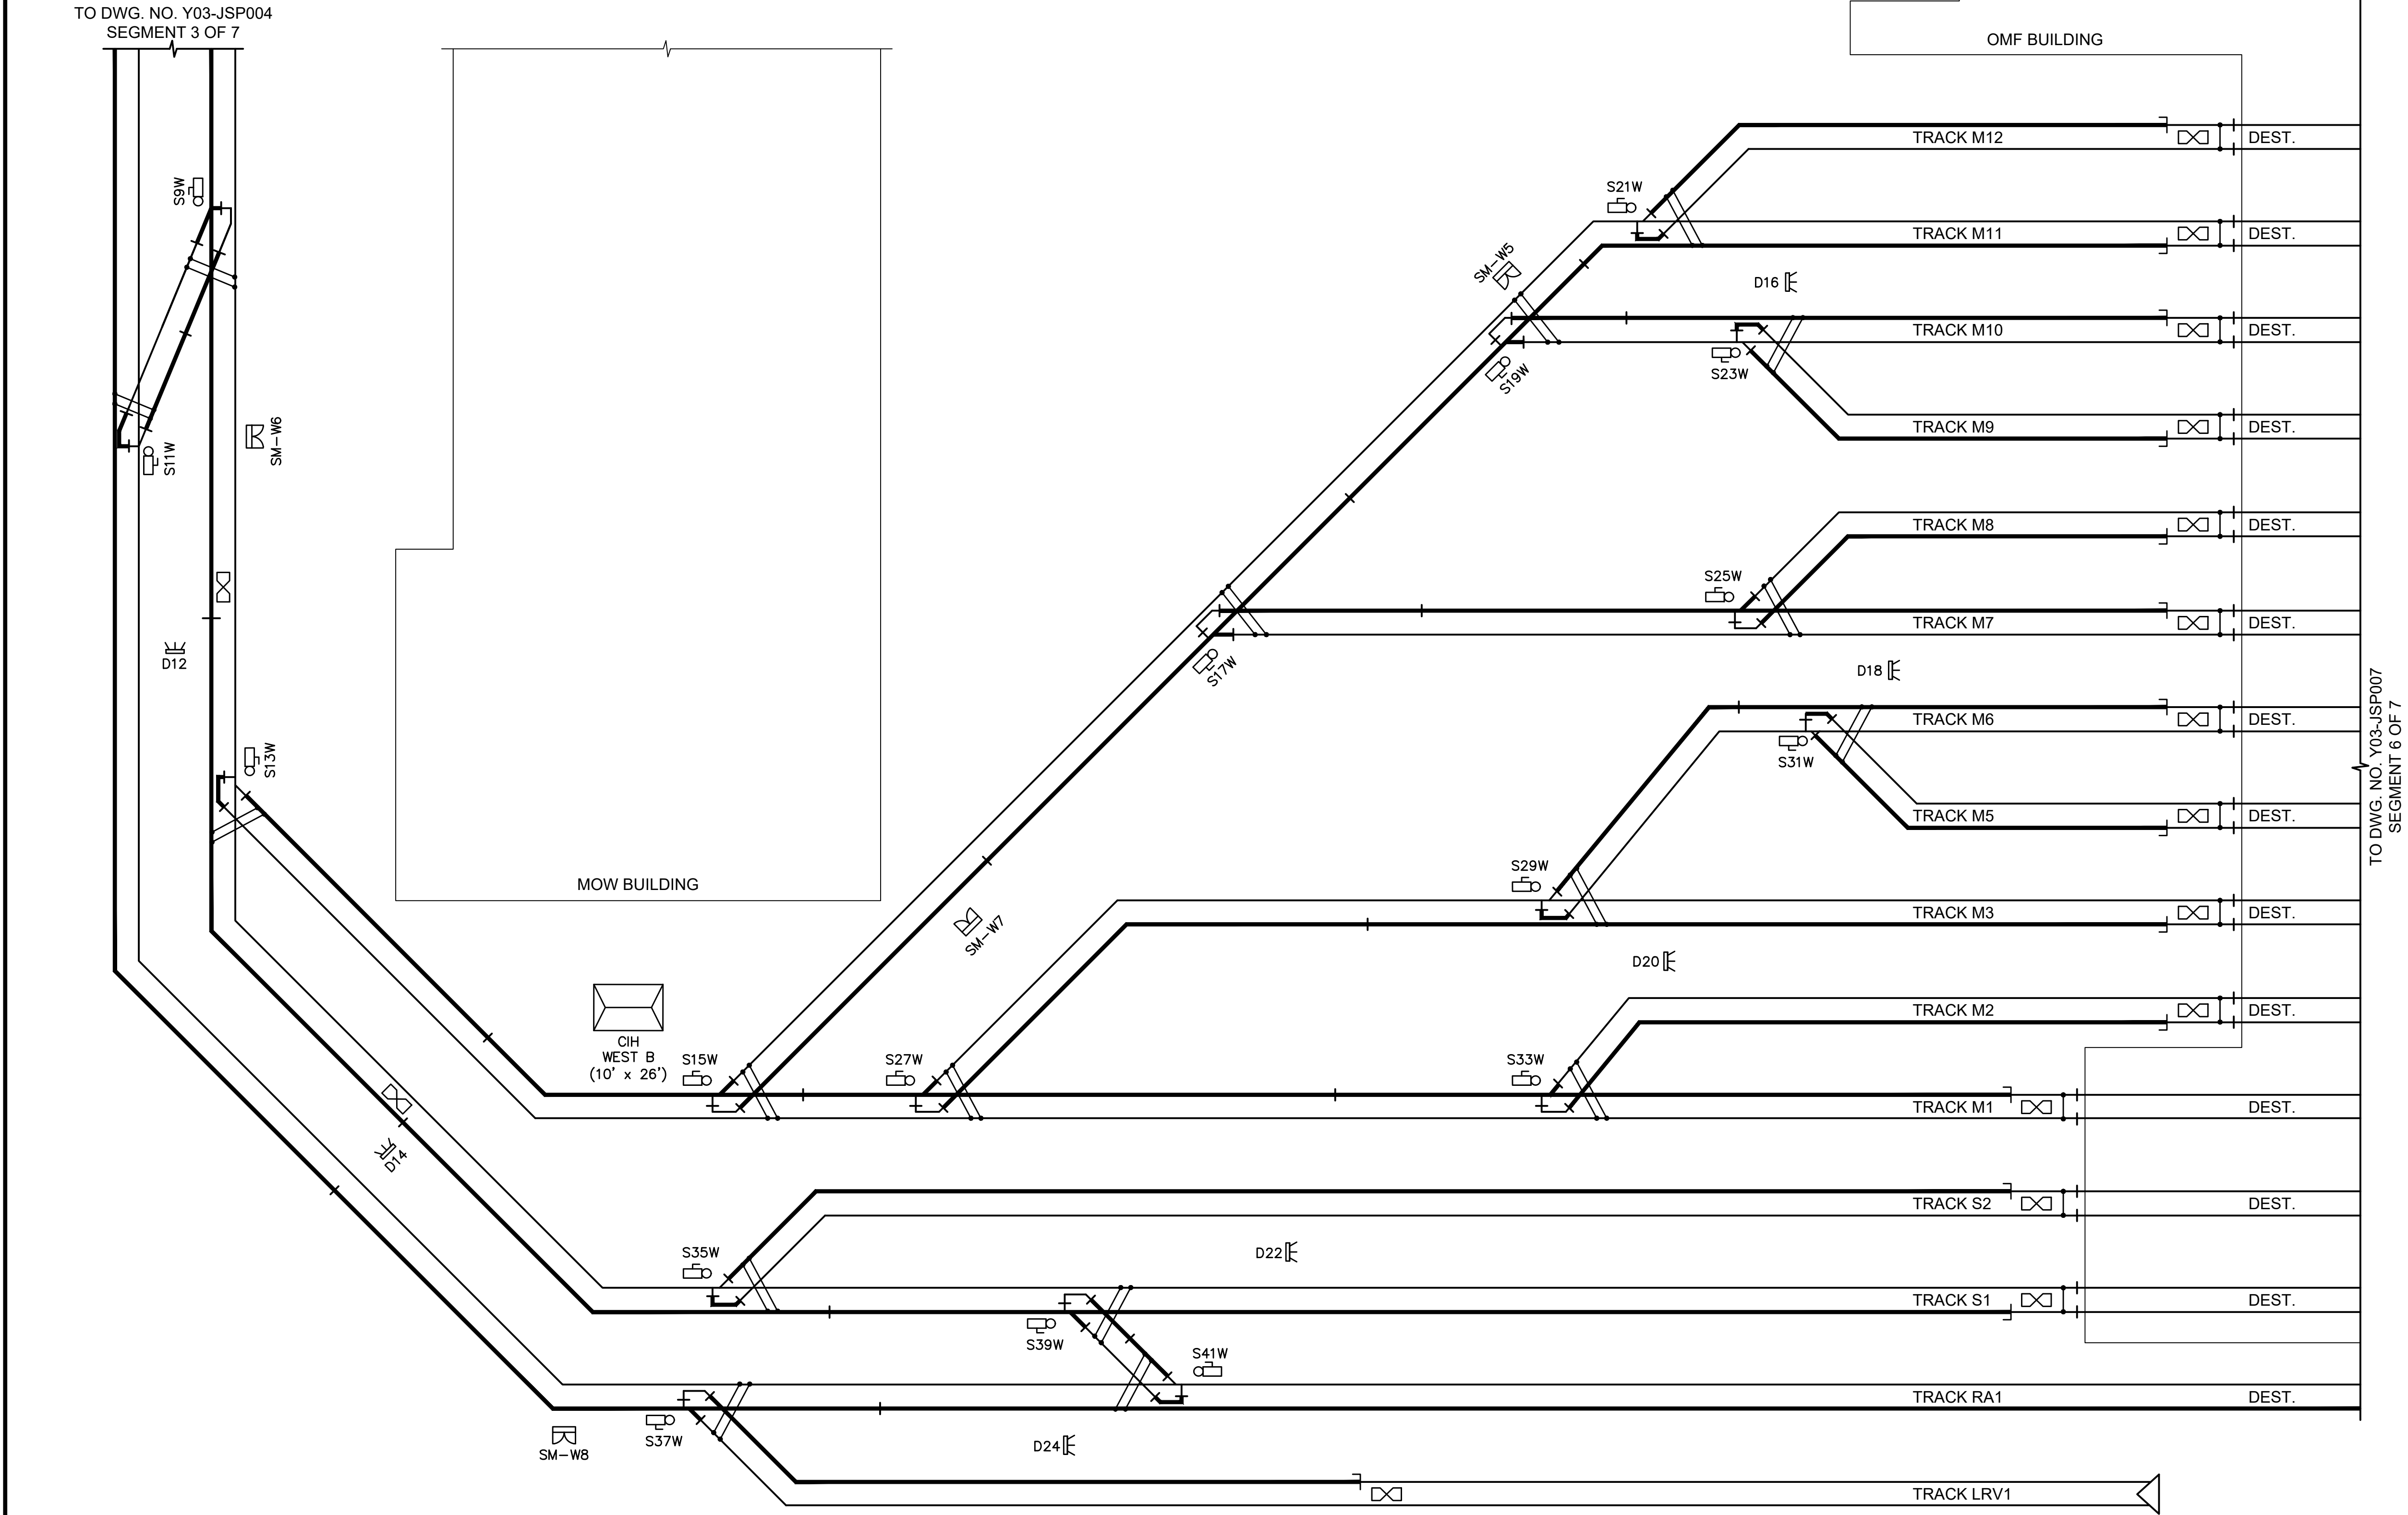 TO DWG. NO. Y03-JSP004
SEGMENT 3 OF 7
OMF BUILDING
TRACK M12
DEST.
S9W
S21W
TRACK M11
DEST.
SM-W5
D16
TRACK M10
DEST.
S19W
S23W
TRACK M9
DEST.
SM-W6
S11W
TRACK M8
DEST.
S25W
TRACK M7
DEST.
D12
S17W
D18
TRACK M6
DEST.
S13W
S31W
TO DWG. NO. Y03-JSP007
SEGMENT 6 OF 7
TRACK M5
DEST.
MOW BUILDING
S29W
TRACK M3
DEST.
SM-W7
D20
TRACK M2
DEST.
CIH
WEST B
(10' x 26')
S15W
S27W
S33W
TRACK M1
DEST.
D14
TRACK S2
DEST.
S35W
D22
TRACK S1
DEST.
S39W
S41W
TRACK RA1
DEST.
S37W
SM-W8
D24
TRACK LRV1